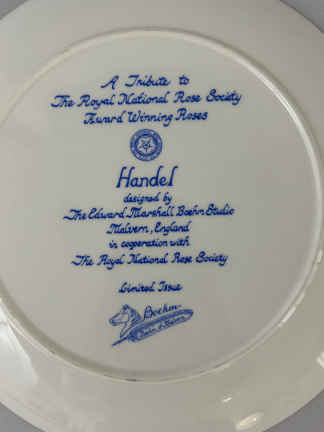 A Tribute to
The Royal National Rose Society
Award Winning Roses
Handel
designed by
The Edward Marshall Boehm Studio
Malvern, England
in cooperation with
The Royal National Rose Society
Limited Issue
Boehm